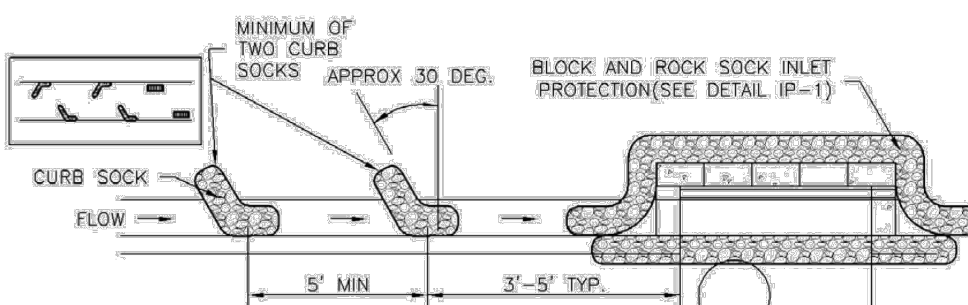 MINIMUM OF
TWO CURB
SOCKS
APPROX 30 DEG.
BLOCK AND ROCK SOCK INLET
PROTECTION(SEE DETAIL IP-1)
CURB SOCK
FLOW
5' MIN
3'-5' TYP.